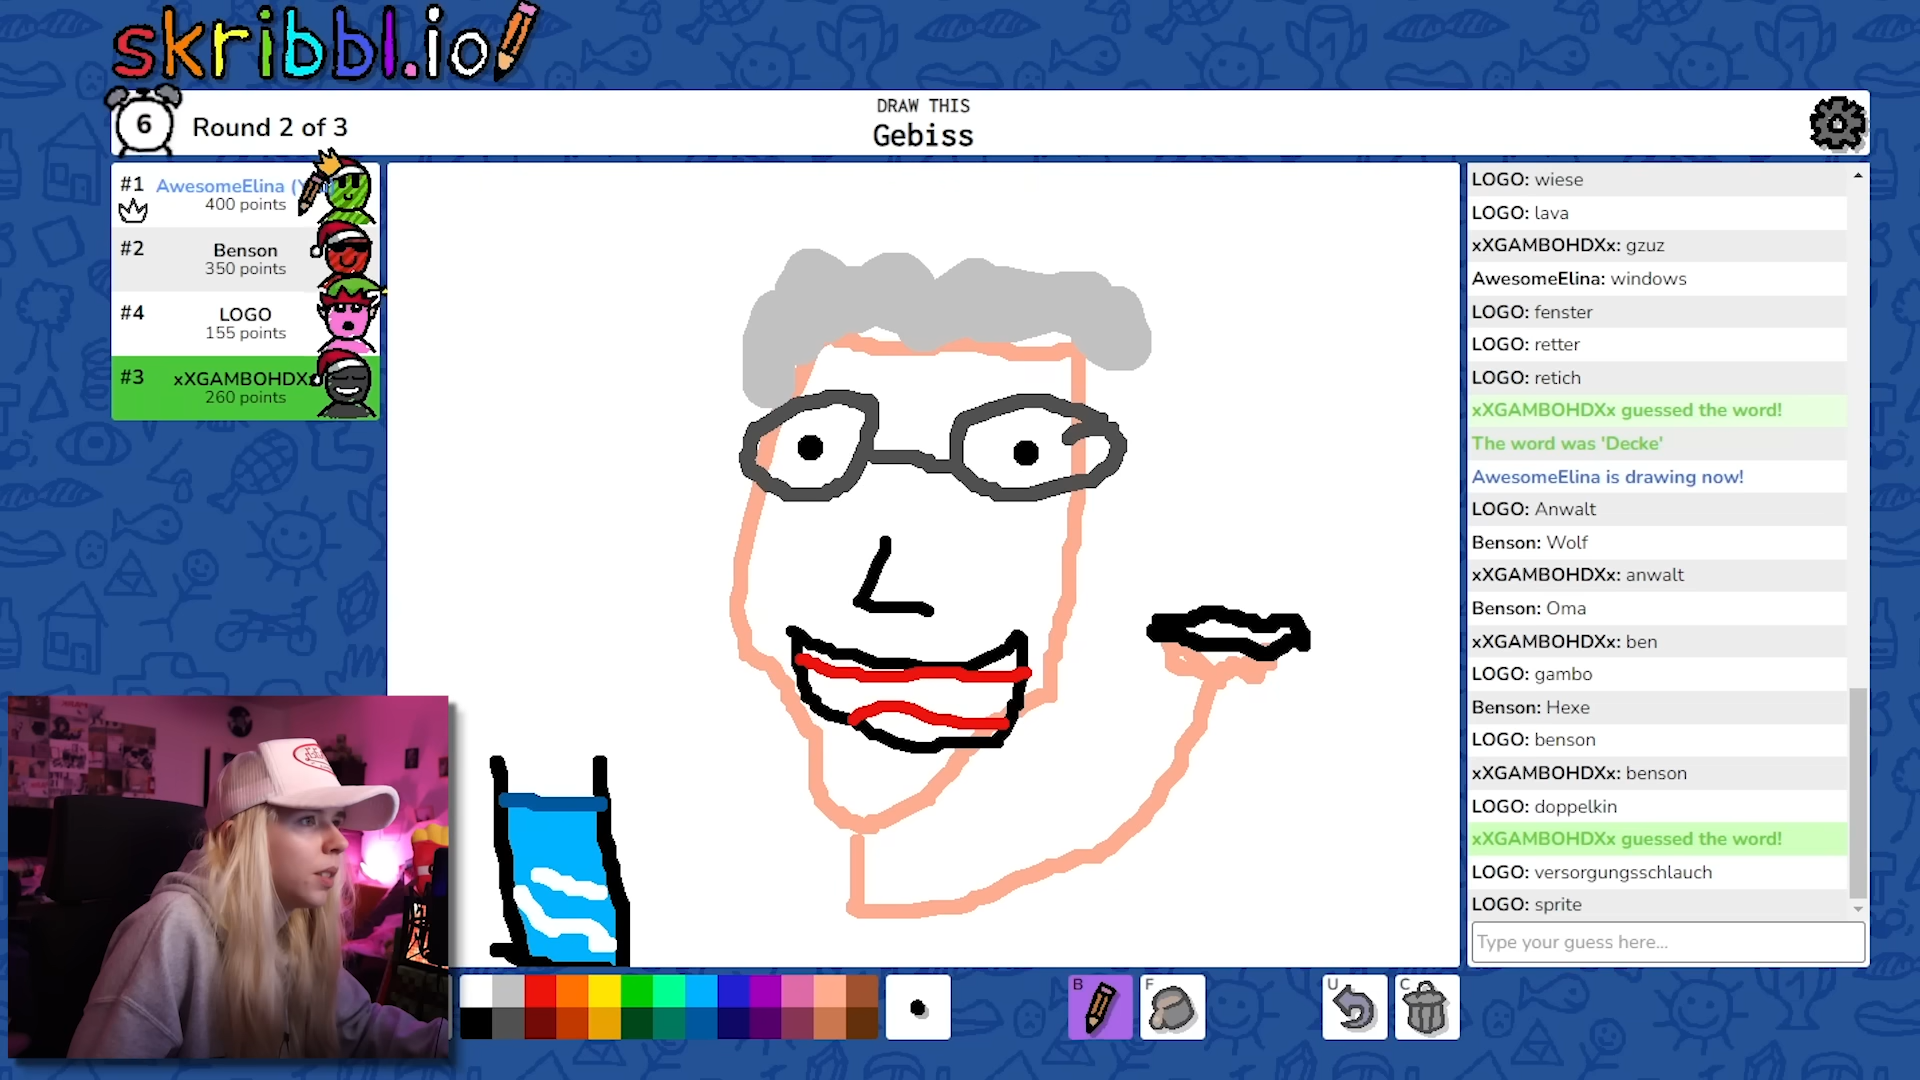 skribbl.io
6
Round 2 of 3
DRAW THIS
Gebiss
#1 AwesomeElina (Y
400 points
#2 Benson
350 points
#4 LOGO
155 points
#3 xXGAMBOHDX
260 points
LOGO: wiese
LOGO: lava
xXGAMBOHDXx: gzuz
AwesomeElina: windows
LOGO: fenster
LOGO: retter
LOGO: retich
xXGAMBOHDXx guessed the word!
The word was 'Decke'
AwesomeElina is drawing now!
LOGO: Anwalt
Benson: Wolf
xXGAMBOHDXx: anwalt
Benson: Oma
xXGAMBOHDXx: ben
LOGO: gambo
Benson: Hexe
LOGO: benson
xXGAMBOHDXx: benson
LOGO: doppelkin
xXGAMBOHDXx guessed the word!
LOGO: versorgungsschlauch
LOGO: sprite
Type your guess here...
B
F
U
C